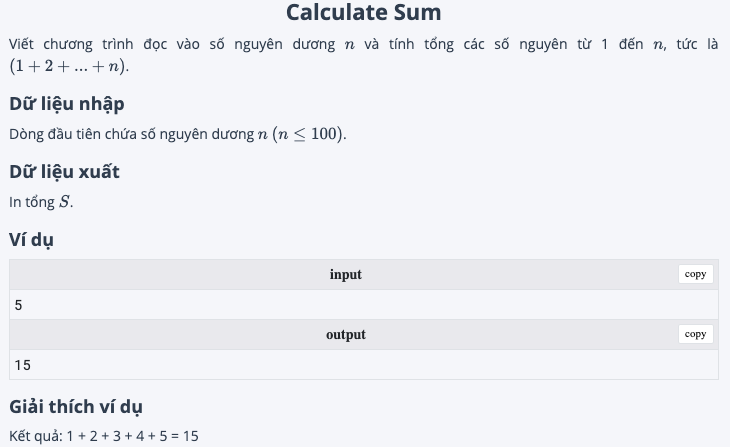 Calculate Sum
Viết chương trình đọc vào số nguyên dương n và tính tổng các số nguyên từ 1 đến n, tức là
(1 + 2 + ... + n).
Dữ liệu nhập
Dòng đầu tiên chứa số nguyên dương n (n ≤ 100).
Dữ liệu xuất
In tổng S.
Ví dụ
input copy
5
output copy
15
Giải thích ví dụ
Kết quả: 1 + 2 + 3 + 4 + 5 = 15